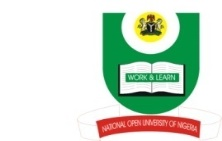 WORK & LEARN
NATIONAL OPEN UNIVERSITY OF NIGERIA